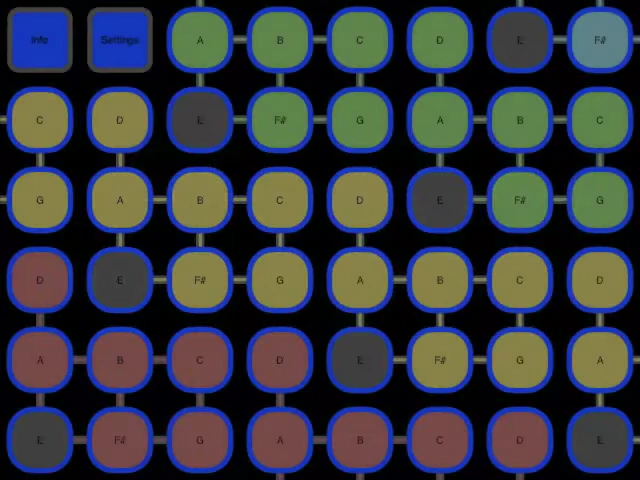 Info Settings A B C D E F#
C D E F# G A B C
G A B C D E F# G
D E F# G A B C D
A B C D E F# G A
E F# G A B C D E